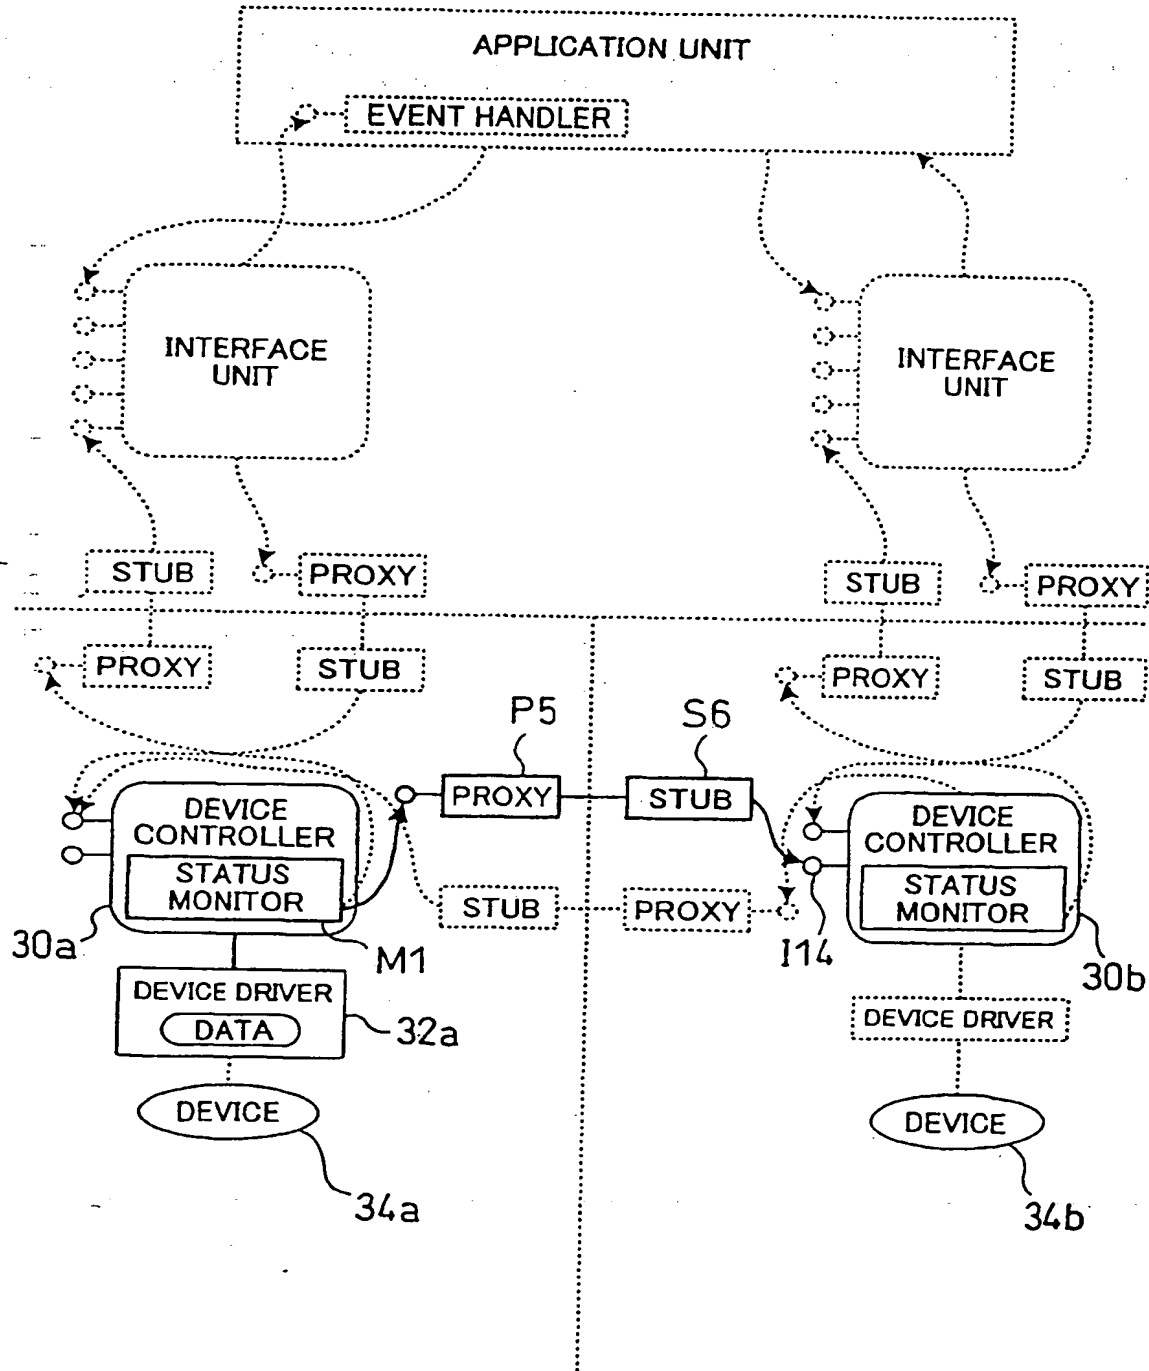 APPLICATION UNIT
EVENT HANDLER
INTERFACE
UNIT
INTERFACE
UNIT
STUB
PROXY
STUB
PROXY
PROXY
STUB
PROXY
STUB
P5
S6
PROXY
STUB
DEVICE
CONTROLLER
STATUS
MONITOR
DEVICE
CONTROLLER
STATUS
MONITOR
STUB
PROXY
30a
M1
I14
30b
DEVICE DRIVER
DATA
32a
DEVICE DRIVER
DEVICE
DEVICE
34a
34b